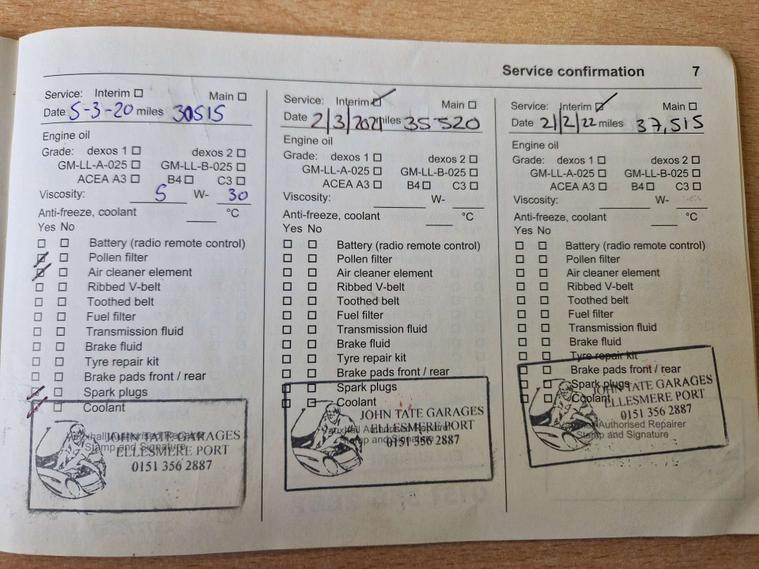 Service confirmation 7
Service: Interim Main
Date 5-3-20 miles 30515
Engine oil
Grade: dexos 1 dexos 2
GM-LL-A-025 GM-LL-B-025
ACEA A3 B4 C3
Viscosity: 5 W- 30
Anti-freeze, coolant °C
Yes No
Battery (radio remote control)
Pollen filter
Air cleaner element
Ribbed V-belt
Toothed belt
Fuel filter
Transmission fluid
Brake fluid
Tyre repair kit
Brake pads front / rear
Spark plugs
Coolant
JOHN TATE GARAGES
ELLESMERE PORT
Stamp and Signature
0151 356 2887
Service: Interim Main
Date 2/3/2021 miles 35520
Engine oil
Grade: dexos 1 dexos 2
GM-LL-A-025 GM-LL-B-025
ACEA A3 B4 C3
Viscosity: W-
Anti-freeze, coolant °C
Yes No
Battery (radio remote control)
Pollen filter
Air cleaner element
Ribbed V-belt
Toothed belt
Fuel filter
Transmission fluid
Brake fluid
Tyre repair kit
Brake pads front / rear
Spark plugs
Coolant
JOHN TATE GARAGES
ELLESMERE PORT
Authorised Repairer
Stamp and Signature
0151 356 2887
Service: Interim Main
Date 2/2/22 miles 37,515
Engine oil
Grade: dexos 1 dexos 2
GM-LL-A-025 GM-LL-B-025
ACEA A3 B4 C3
Viscosity: W-
Anti-freeze, coolant °C
Yes No
Battery (radio remote control)
Pollen filter
Air cleaner element
Ribbed V-belt
Toothed belt
Fuel filter
Transmission fluid
Brake fluid
Tyre repair kit
Brake pads front / rear
Spark plugs
Coolant
JOHN TATE GARAGES
ELLESMERE PORT
0151 356 2887
Authorised Repairer
Stamp and Signature